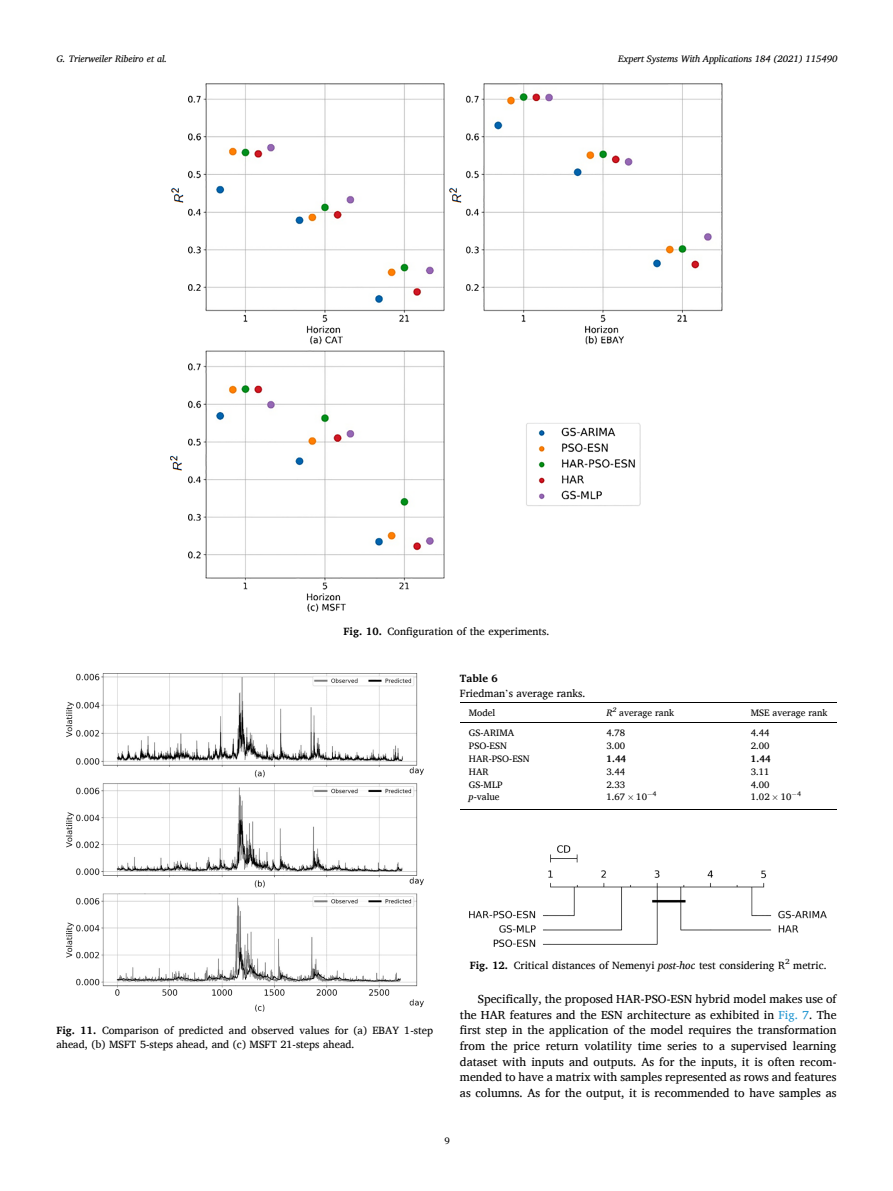 G. Trierweiler Ribeiro et al.
Expert Systems With Applications 184 (2021) 115490
0.7
0.6
0.5
0.4
0.3
0.2
R2
1
5
21
Horizon
(a) CAT
0.7
0.6
0.5
0.4
0.3
0.2
R2
1
5
21
Horizon
(b) EBAY
0.7
0.6
0.5
0.4
0.3
0.2
R2
1
5
21
Horizon
(c) MSFT
GS-ARIMA
PSO-ESN
HAR-PSO-ESN
HAR
GS-MLP
Fig. 10. Configuration of the experiments.
0.006
0.004
0.002
0.000
Volatility
Observed Predicted
day
(a)
0.006
0.004
0.002
0.000
Volatility
Observed Predicted
day
(b)
0.006
0.004
0.002
0.000
Volatility
Observed Predicted
0 500 1000 1500 2000 2500
day
(c)
Fig. 11. Comparison of predicted and observed values for (a) EBAY 1-step
ahead, (b) MSFT 5-steps ahead, and (c) MSFT 21-steps ahead.
Table 6
Friedman's average ranks.
Model R2 average rank MSE average rank
GS-ARIMA 4.78 4.44
PSO-ESN 3.00 2.00
HAR-PSO-ESN 1.44 1.44
HAR 3.44 3.11
GS-MLP 2.33 4.00
p-value 1.67 × 10−4 1.02 × 10−4
CD
1 2 3 4 5
HAR-PSO-ESN GS-ARIMA
GS-MLP HAR
PSO-ESN
Fig. 12. Critical distances of Nemenyi post-hoc test considering R2 metric.
Specifically, the proposed HAR-PSO-ESN hybrid model makes use of
the HAR features and the ESN architecture as exhibited in Fig. 7. The
first step in the application of the model requires the transformation
from the price return volatility time series to a supervised learning
dataset with inputs and outputs. As for the inputs, it is often recom-
mended to have a matrix with samples represented as rows and features
as columns. As for the output, it is recommended to have samples as
9